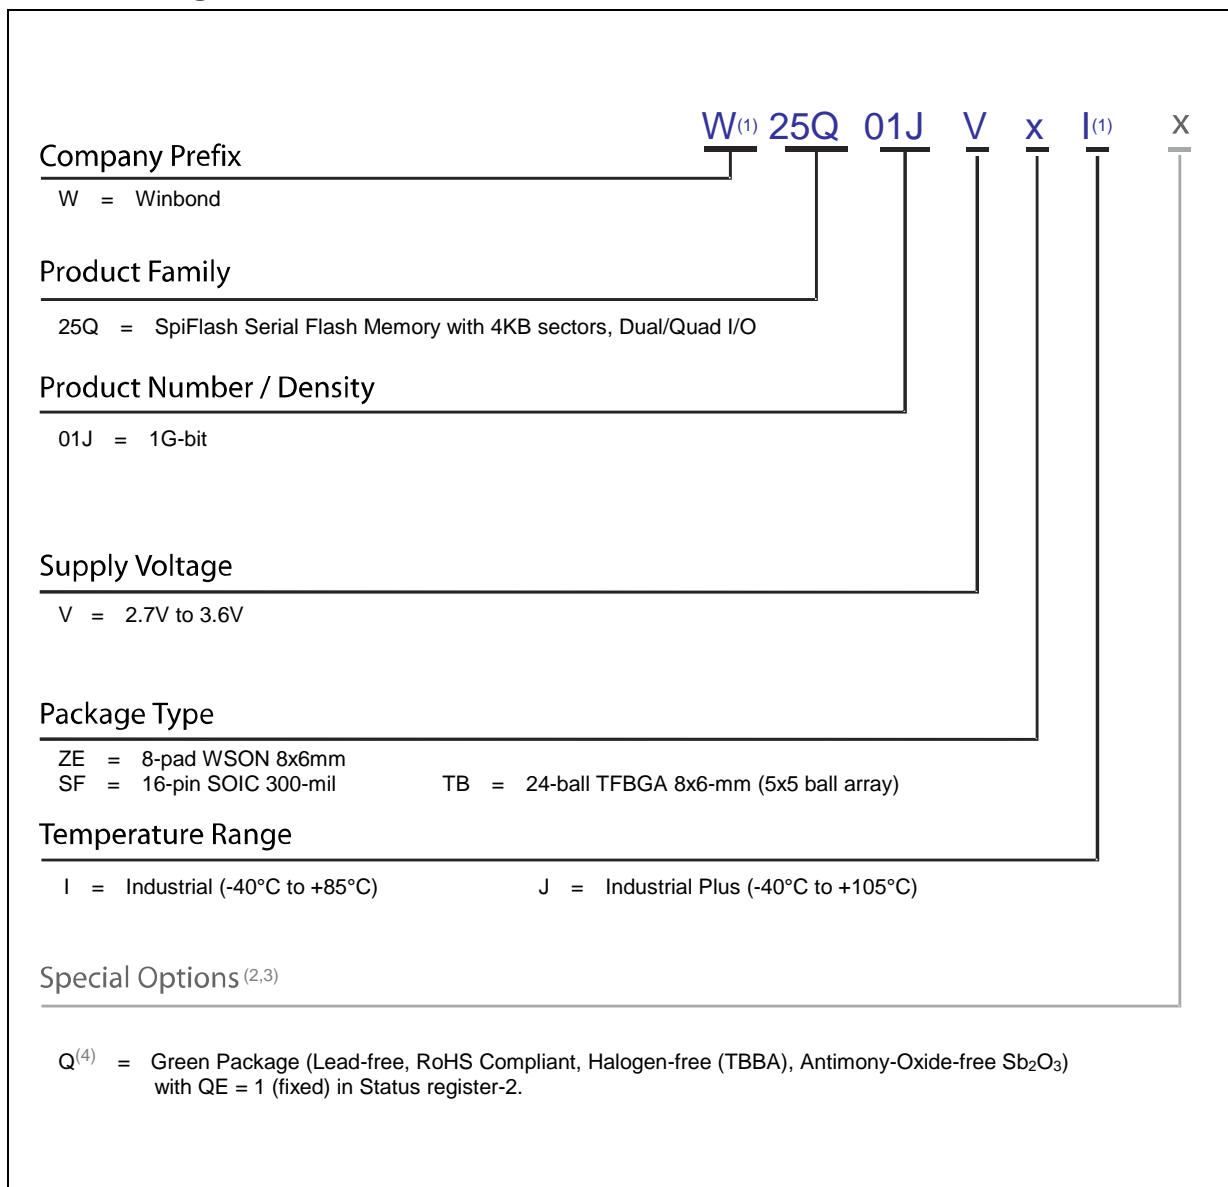 W(1) 25Q 01J V x I(1) x
Company Prefix
W = Winbond
Product Family
25Q = SpiFlash Serial Flash Memory with 4KB sectors, Dual/Quad I/O
Product Number / Density
01J = 1G-bit
Supply Voltage
V = 2.7V to 3.6V
Package Type
ZE = 8-pad WSON 8x6mm
SF = 16-pin SOIC 300-mil TB = 24-ball TFBGA 8x6-mm (5x5 ball array)
Temperature Range
I = Industrial (-40°C to +85°C) J = Industrial Plus (-40°C to +105°C)
Special Options (2,3)
Q(4) = Green Package (Lead-free, RoHS Compliant, Halogen-free (TBBA), Antimony-Oxide-free Sb₂O₃)
with QE = 1 (fixed) in Status register-2.